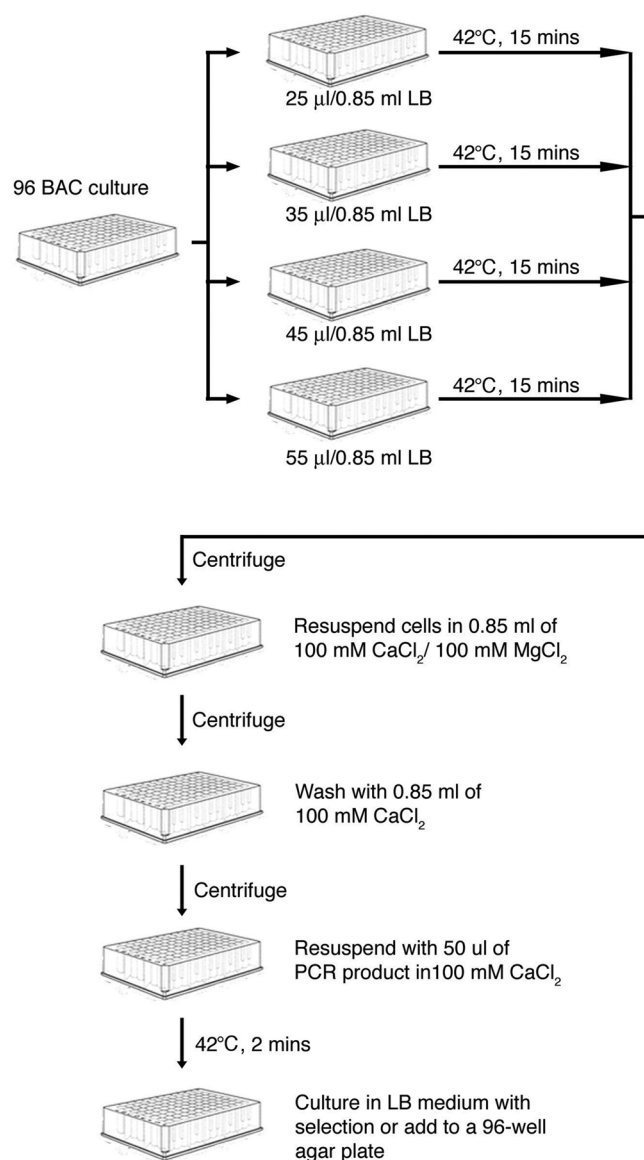 42°C, 15 mins
25 µl/0.85 ml LB
42°C, 15 mins
96 BAC culture
35 µl/0.85 ml LB
42°C, 15 mins
45 µl/0.85 ml LB
42°C, 15 mins
55 µl/0.85 ml LB
Centrifuge
Resuspend cells in 0.85 ml of
100 mM CaCl₂/ 100 mM MgCl₂
Centrifuge
Wash with 0.85 ml of
100 mM CaCl₂
Centrifuge
Resuspend with 50 ul of
PCR product in100 mM CaCl₂
42°C, 2 mins
Culture in LB medium with
selection or add to a 96-well
agar plate